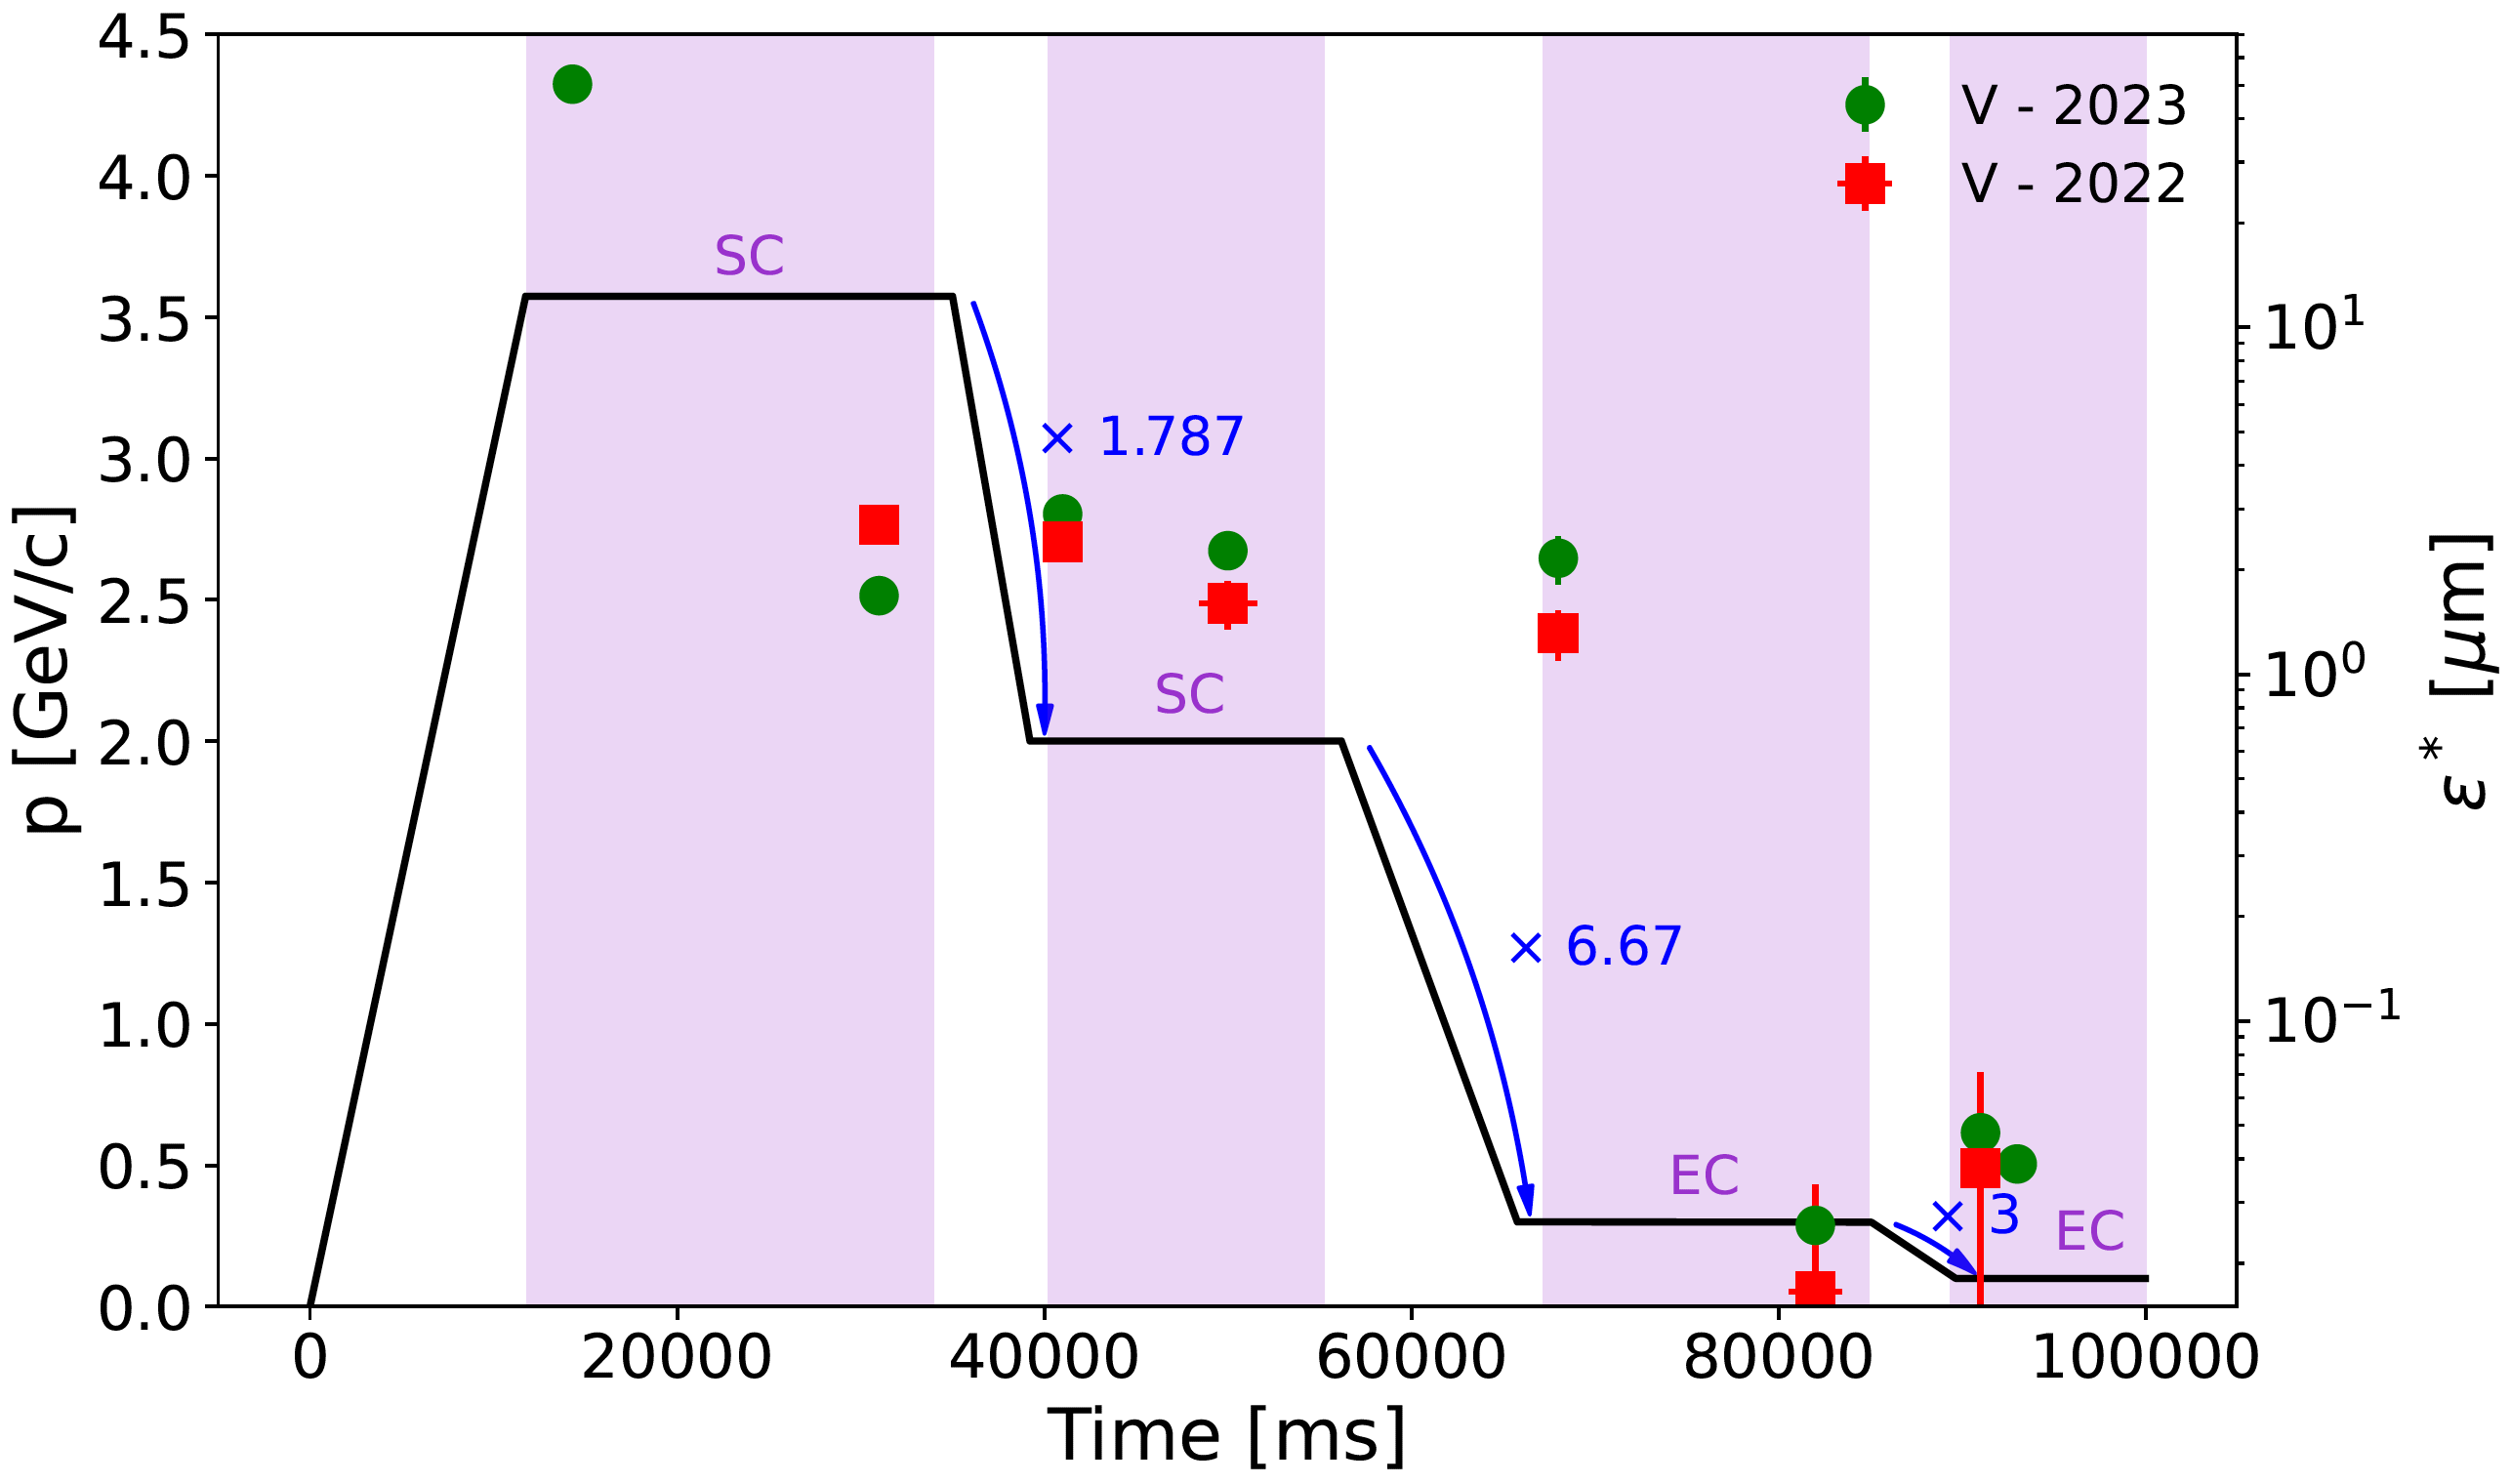 4.5
4.0
3.5
3.0
2.5
2.0
1.5
1.0
0.5
0.0
p [GeV//c]
V - 2023
V - 2022
SC
× 1.787
SC
× 6.67
EC
× 3
EC
10¹
10⁰
10⁻¹
ε* [μm]
0 20000 40000 60000 80000 100000
Time [ms]